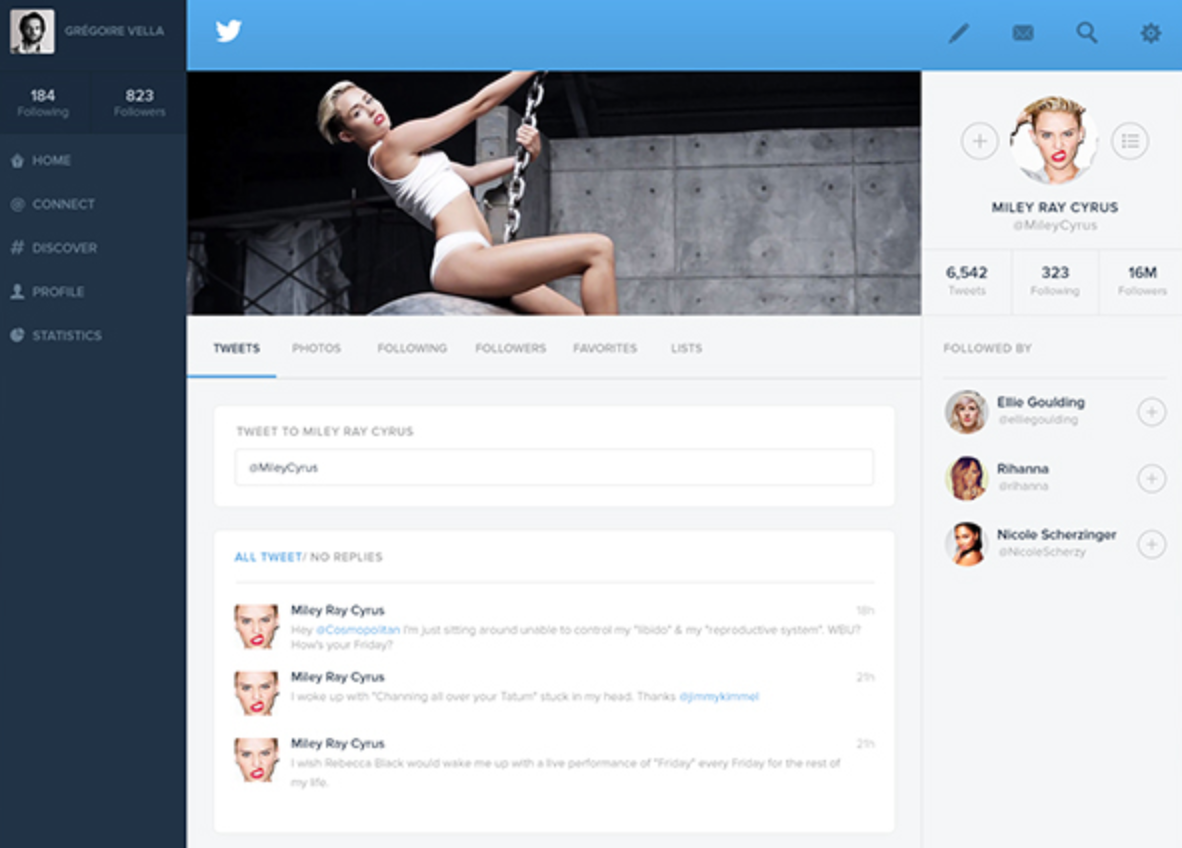 GRÉGOIRE VELLA
184
Following
823
Followers
HOME
CONNECT
DISCOVER
PROFILE
STATISTICS
MILEY RAY CYRUS
@MileyCyrus
6,542
Tweets
323
Following
16M
Followers
TWEETS PHOTOS FOLLOWING FOLLOWERS FAVORITES LISTS
TWEET TO MILEY RAY CYRUS
@MileyCyrus
ALL TWEET/ NO REPLIES
Miley Ray Cyrus 18h
Hey @Cosmopolitan I'm just sitting around unable to control my "libido" & my "reproductive system". WBU?
How's your Friday?
Miley Ray Cyrus 21h
I woke up with "Channing all over your Tatum" stuck in my head. Thanks @jimmykimmel
Miley Ray Cyrus 21h
I wish Rebecca Black would wake me up with a live performance of "Friday" every Friday for the rest of
my life.
FOLLOWED BY
Ellie Goulding
@elliegoulding
Rihanna
@rihanna
Nicole Scherzinger
@NicoleScherzy